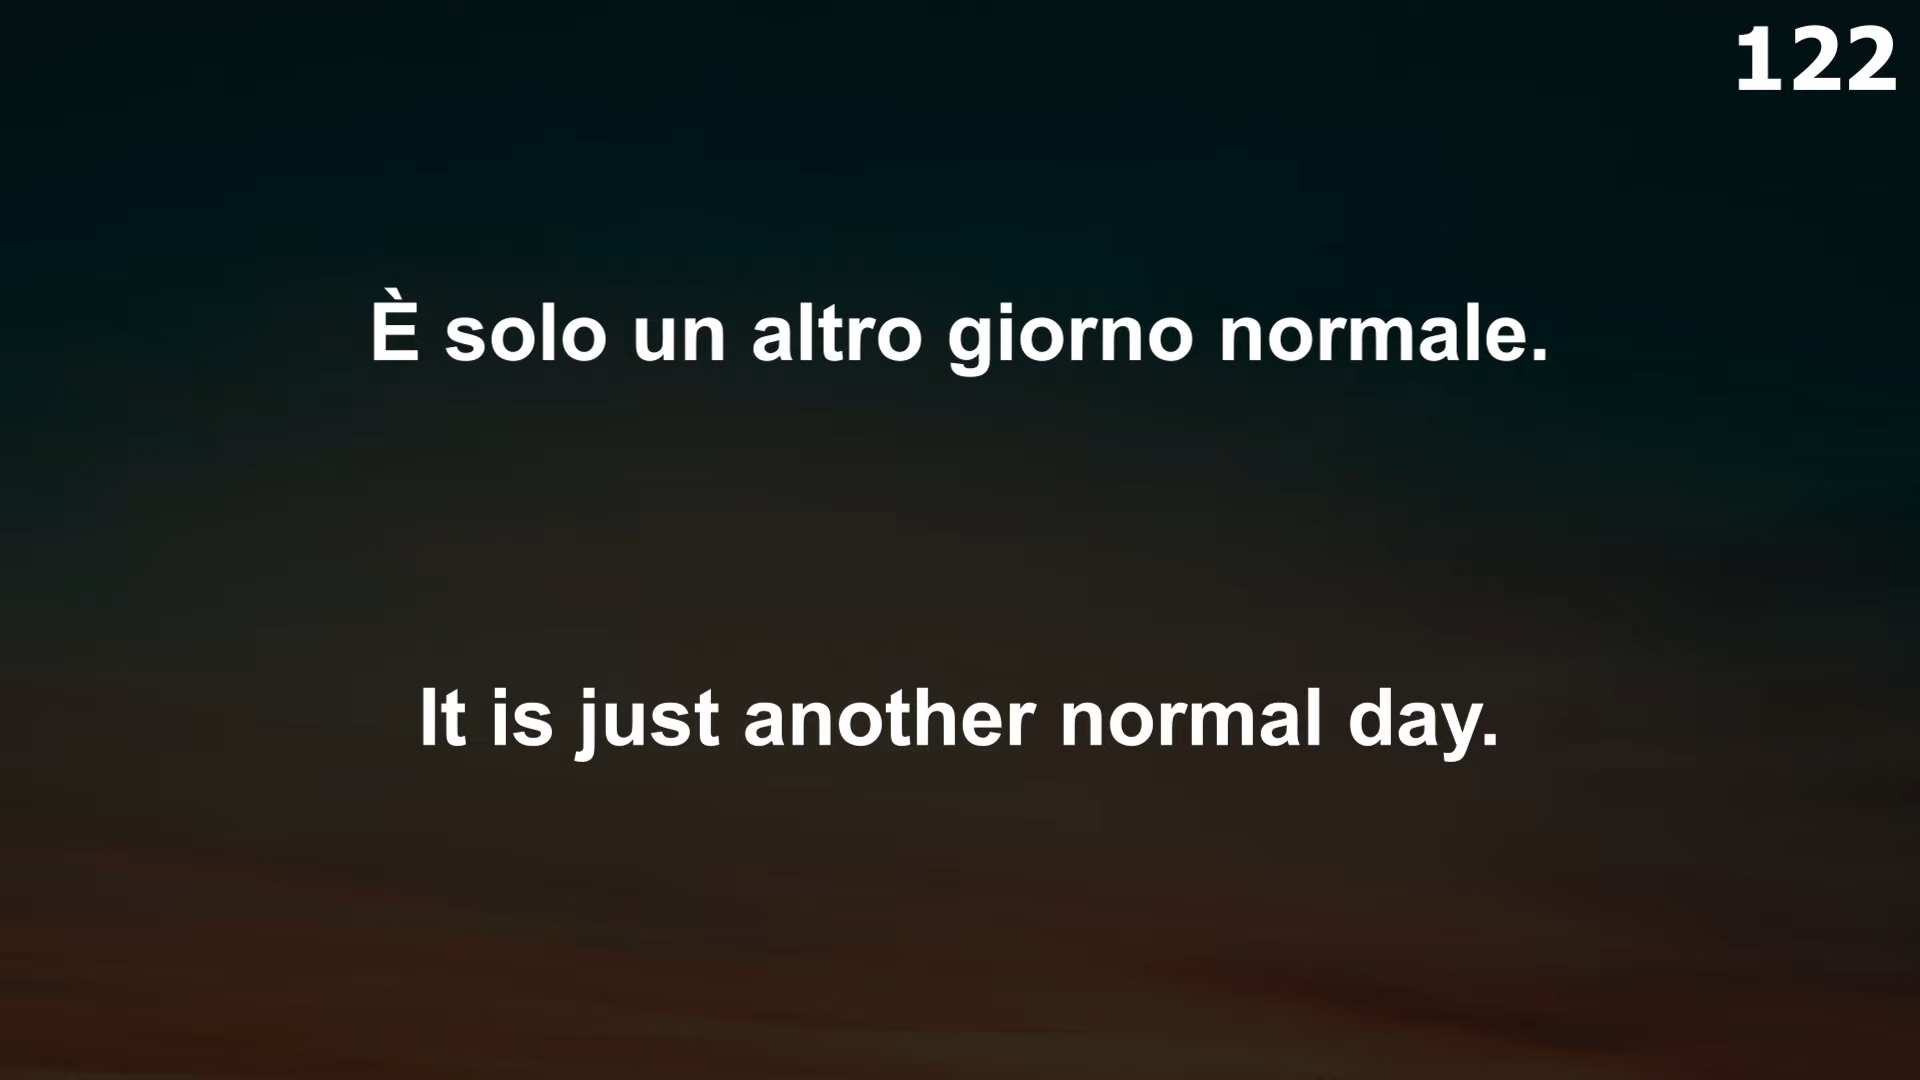 122
È solo un altro giorno normale.
It is just another normal day.